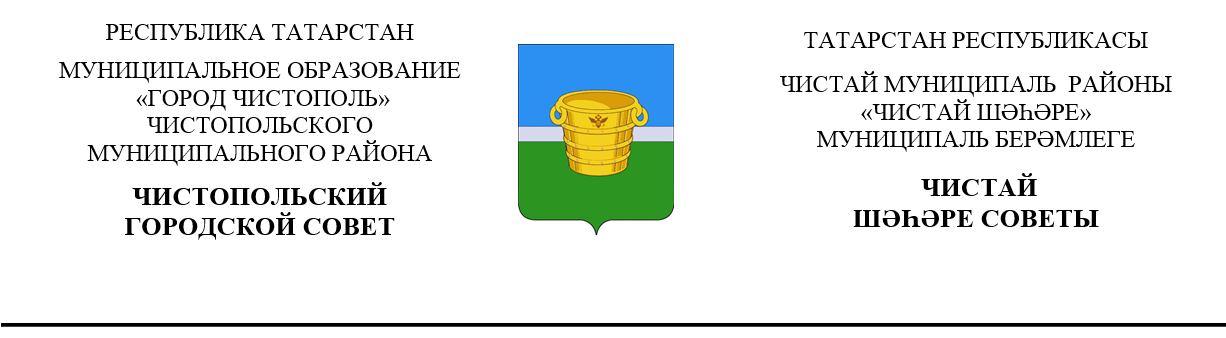 РЕСПУБЛИКА ТАТАРСТАН
МУНИЦИПАЛЬНОЕ ОБРАЗОВАНИЕ
«ГОРОД ЧИСТОПОЛЬ»
ЧИСТОПОЛЬСКОГО
МУНИЦИПАЛЬНОГО РАЙОНА
ЧИСТОПОЛЬСКИЙ
ГОРОДСКОЙ СОВЕТ
ТАТАРСТАН РЕСПУБЛИКАСЫ
ЧИСТАЙ МУНИЦИПАЛЬ РАЙОНЫ
«ЧИСТАЙ ШӘҺӘРЕ»
МУНИЦИПАЛЬ БЕРӘМЛЕГЕ
ЧИСТАЙ
ШӘҺӘРЕ СОВЕТЫ